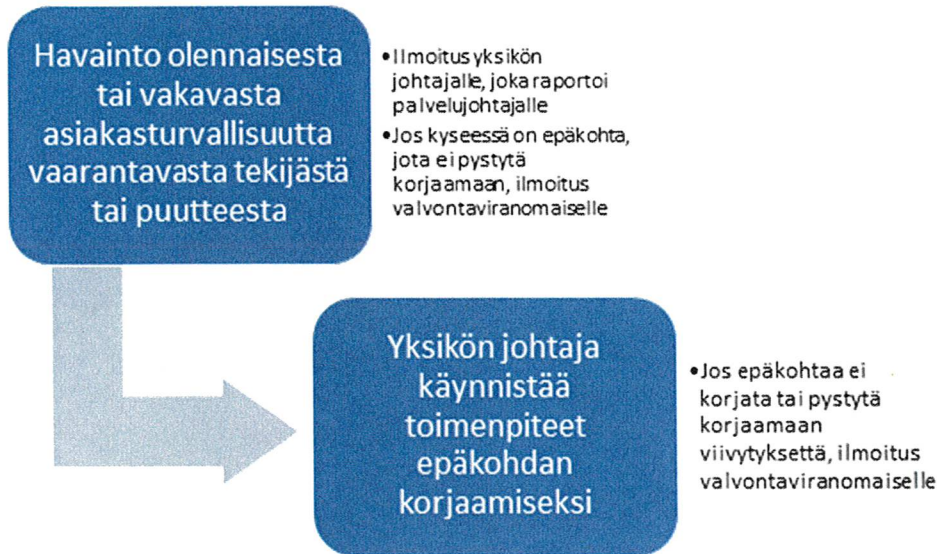 Havainto olennaisesta
tai vakavasta
asiakasturvallisuutta
vaarantavasta tekijästä
tai puutteesta
•Ilmoitus yksikön
johtajalle, joka raportoi
palvelujohtajalle
•Jos kyseessä on epäkohta,
jota ei pystytä
korjaamaan, ilmoitus
valvontaviranomaiselle
Yksikön johtaja
käynnistää
toimenpiteet
epäkohdan
korjaamiseksi
•Jos epäkohtaa ei
korjata tai pystytä
korjaamaan
viivytyksettä, ilmoitus
valvontaviranomaiselle